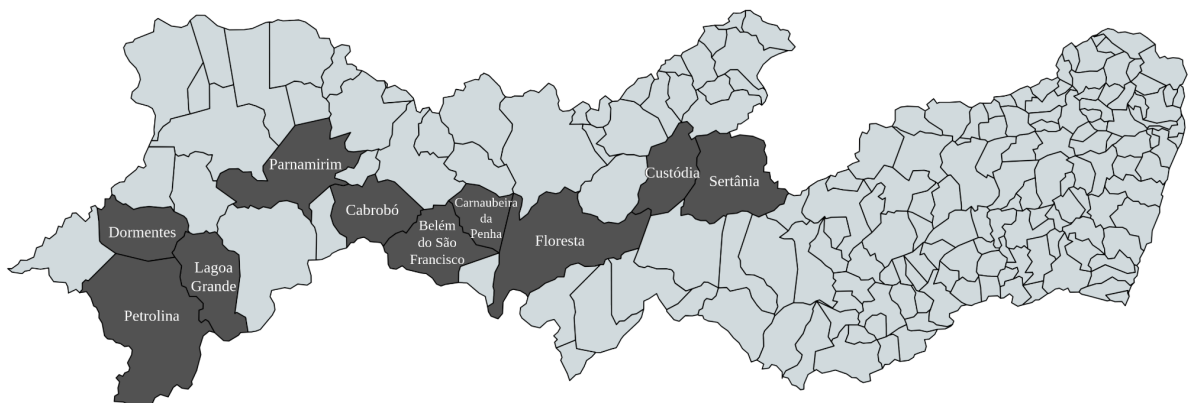 Parnamirim
Custódia
Sertânia
Cabrobó
Carnaubeira
da
Penha
Belém
do São
Francisco
Floresta
Dormentes
Lagoa
Grande
Petrolina